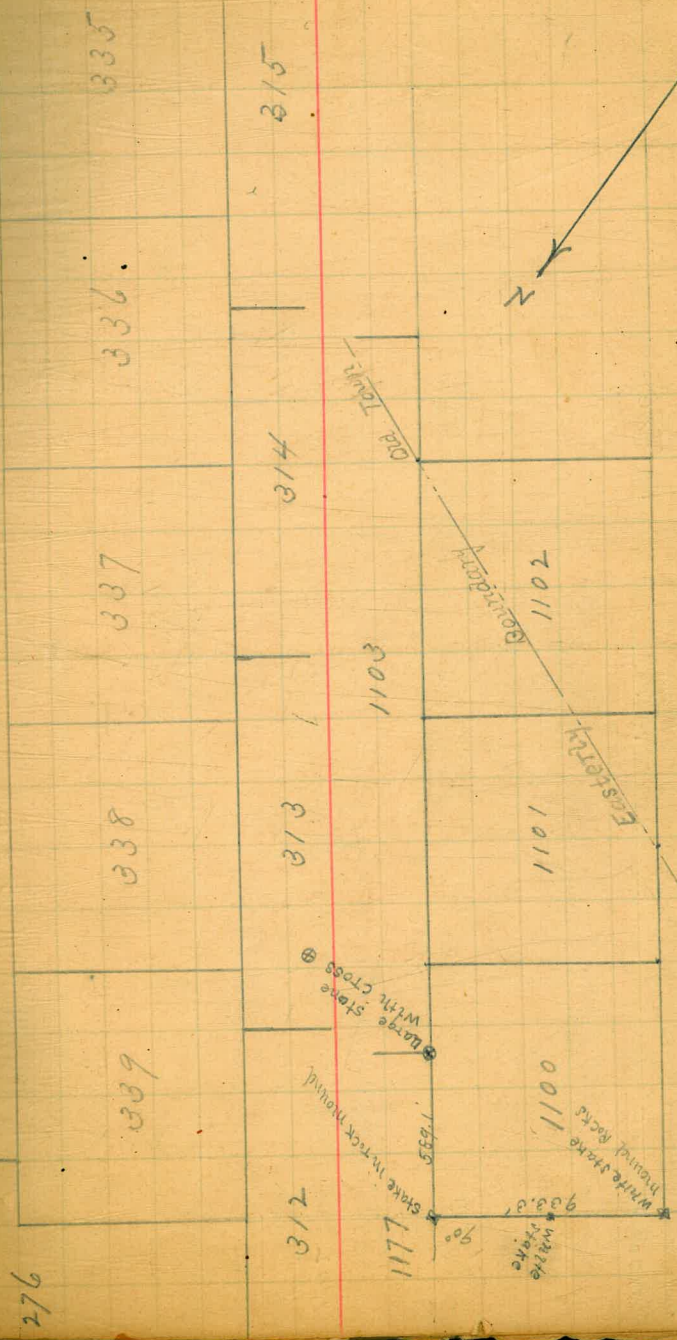 276
339
338
337
336
335
312
313
314
315
1177
1103
Stake in rock mound
Large stone
with cross
Old Town
Boundary
Easterly
1100
1101
1102
90°
933.3'
White
stake
White stake
mound Rocks
N